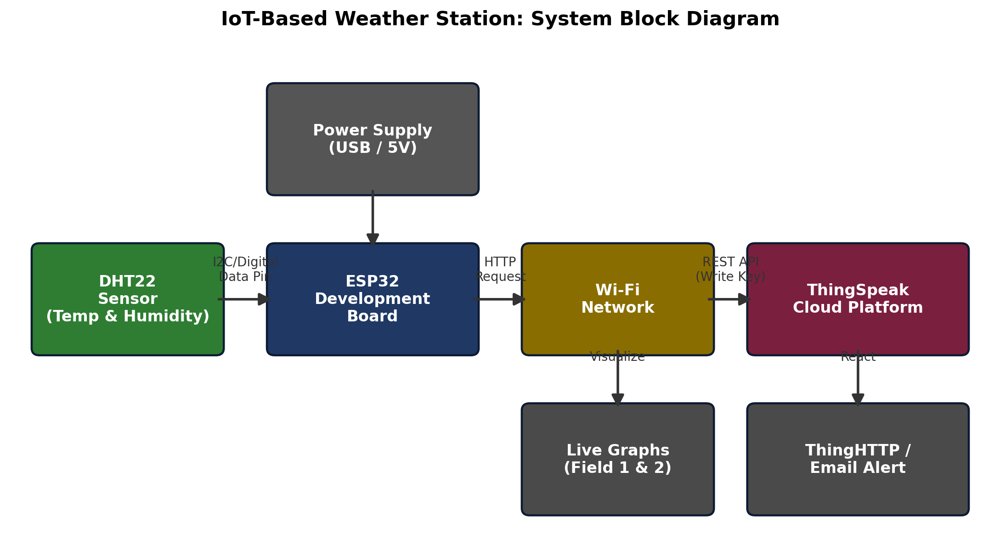 IoT-Based Weather Station: System Block Diagram
Power Supply
(USB / 5V)
DHT22
Sensor
(Temp & Humidity)
I2C/Digital
Data Pin
ESP32
Development
Board
HTTP
Request
Wi-Fi
Network
REST API
(Write Key)
ThingSpeak
Cloud Platform
Visualize
React
Live Graphs
(Field 1 & 2)
ThingHTTP /
Email Alert